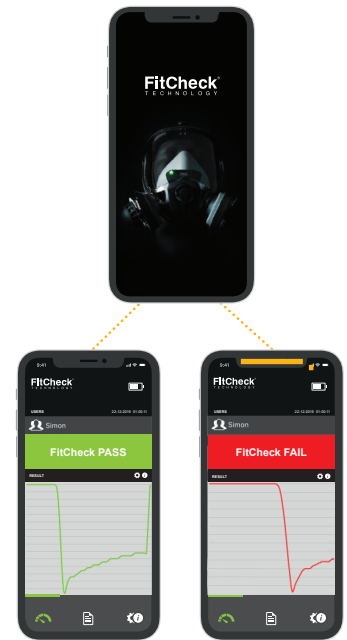 FitCheck
TECHNOLOGY
9:41
FitCheck
TECHNOLOGY
USERS 22-12-2019 01:00:11
Simon
FitCheck PASS
RESULT
9:41
FitCheck
TECHNOLOGY
USERS 22-12-2019 01:00:11
Simon
FitCheck FAIL
RESULT